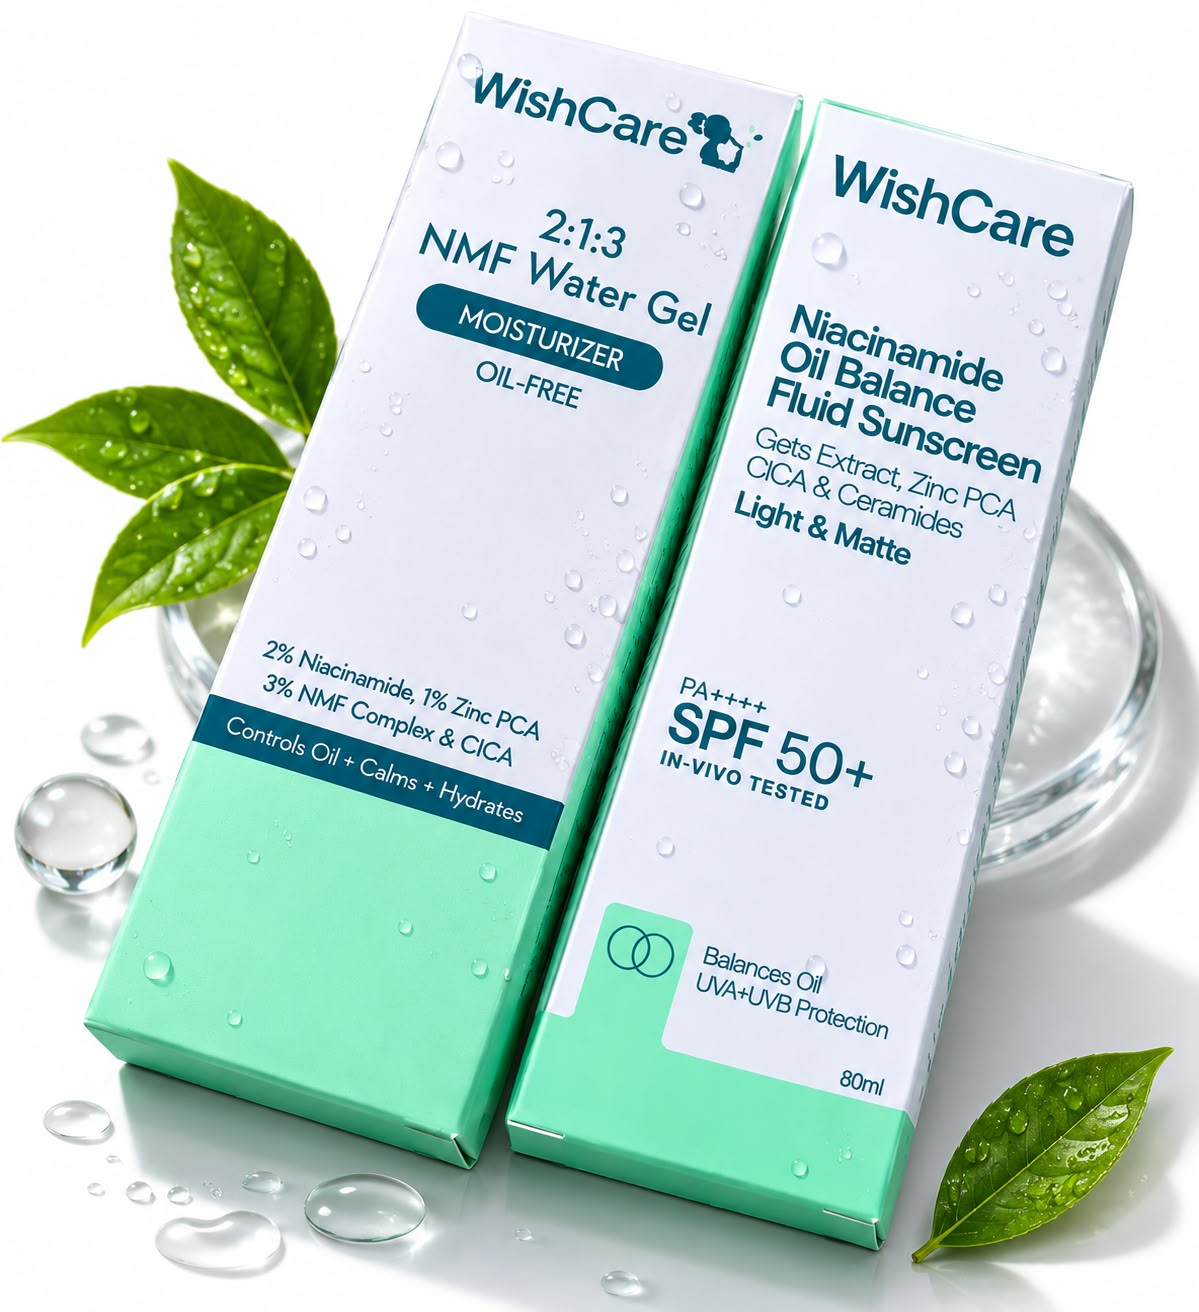 WishCare
2:1:3
NMF Water Gel
MOISTURIZER
OIL-FREE
2% Niacinamide, 1% Zinc PCA
3% NMF Complex & CICA
Controls Oil + Calms + Hydrates
WishCare
Niacinamide
Oil Balance
Fluid Sunscreen
Gets Extract, Zinc PCA
CICA & Ceramides
Light & Matte
PA++++
SPF 50+
IN-VIVO TESTED
Balances Oil
UVA+UVB Protection
80ml